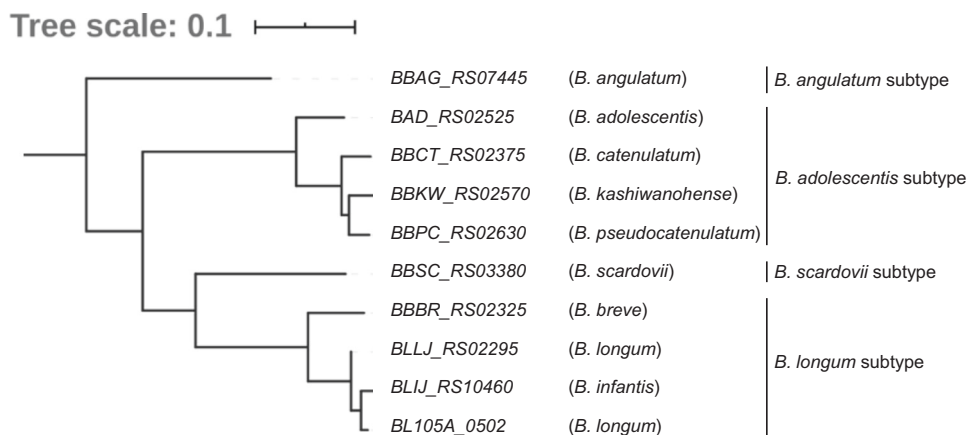 Tree scale: 0.1
BBAG_RS07445 (B. angulatum) B. angulatum subtype
BAD_RS02525 (B. adolescentis)
BBCT_RS02375 (B. catenulatum)
B. adolescentis subtype
BBKW_RS02570 (B. kashiwanohense)
BBPC_RS02630 (B. pseudocatenulatum)
BBSC_RS03380 (B. scardovii) B. scardovii subtype
BBBR_RS02325 (B. breve)
BLLJ_RS02295 (B. longum)
B. longum subtype
BLIJ_RS10460 (B. infantis)
BL105A_0502 (B. longum)